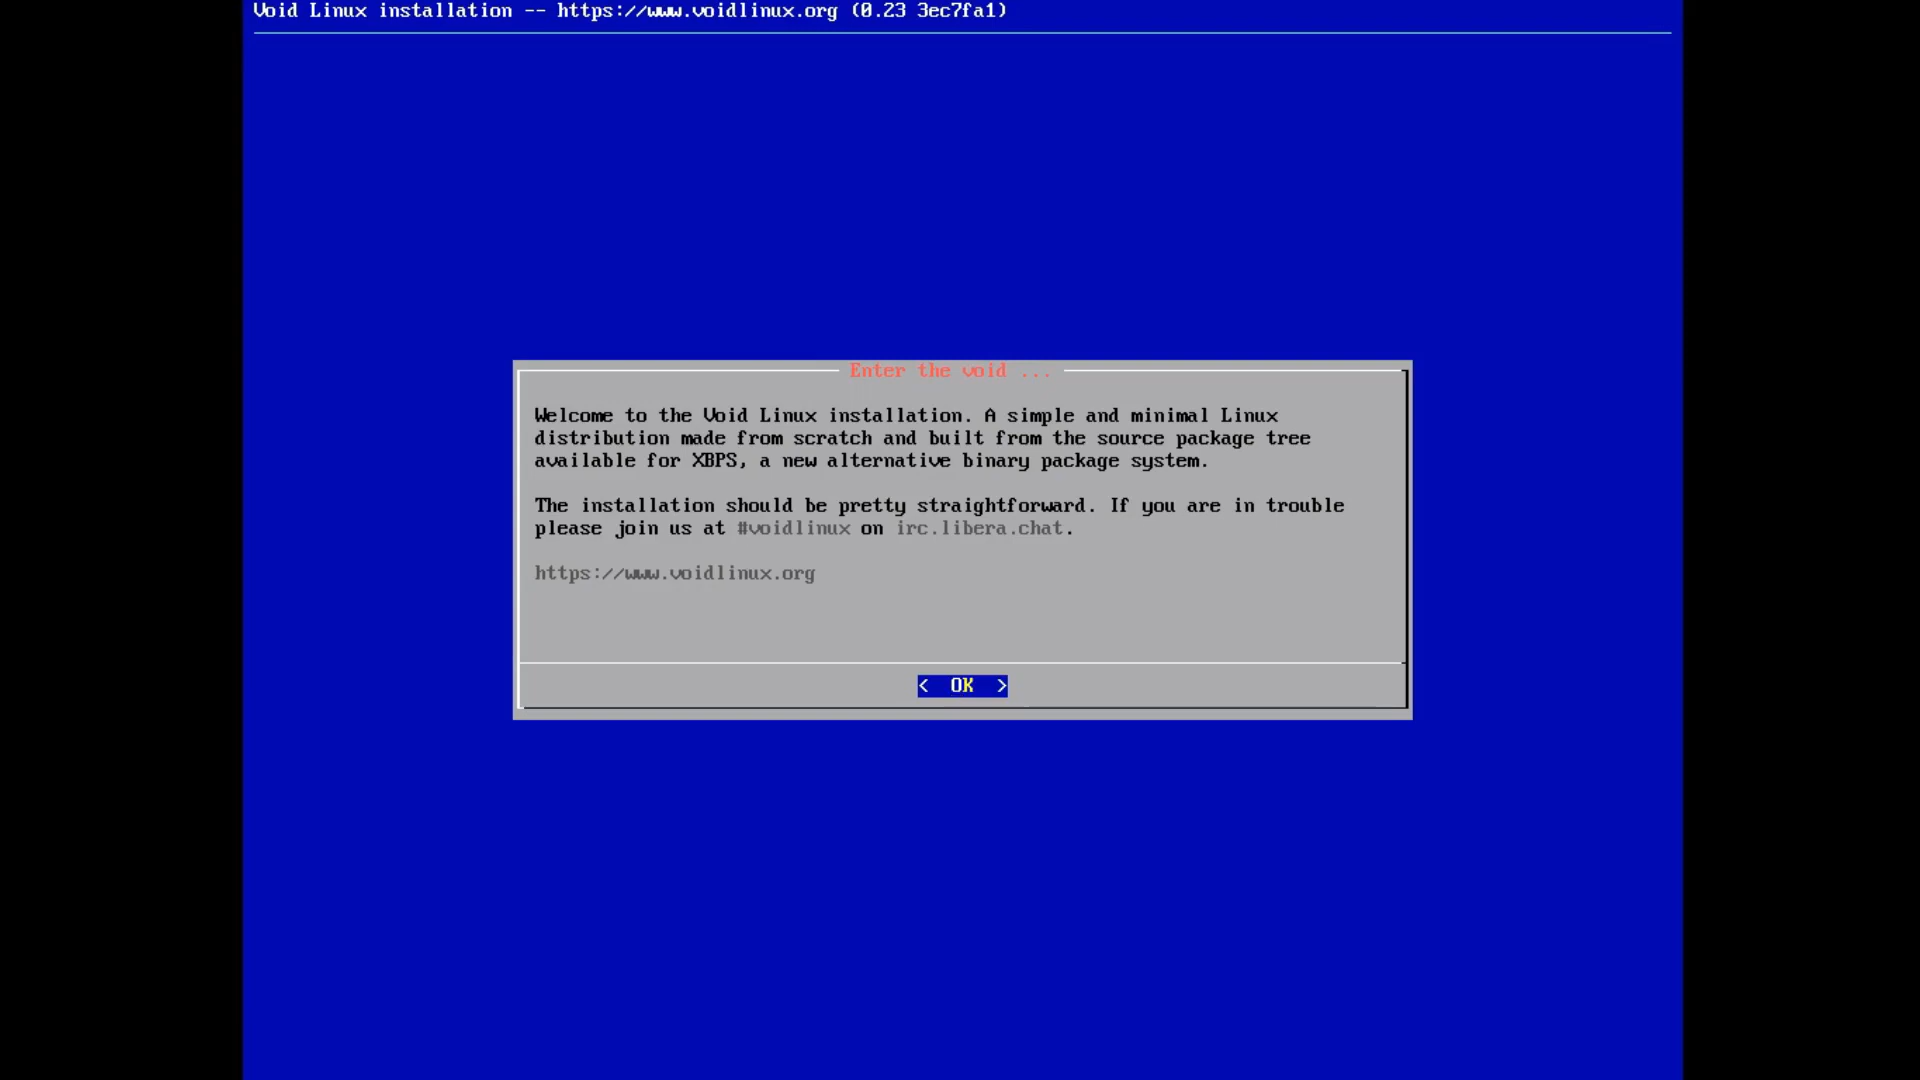 Void Linux installation -- https://www.voidlinux.org (0.23 3ec7fa1)
Enter the void ...
Welcome to the Void Linux installation. A simple and minimal Linux
distribution made from scratch and built from the source package tree
available for XBPS, a new alternative binary package system.
The installation should be pretty straightforward. If you are in trouble
please join us at #voidlinux on irc.libera.chat.
https://www.voidlinux.org
<  OK  >